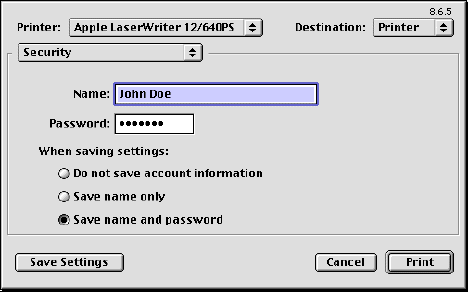 8.6.5
Printer: Apple LaserWriter 12/640PS Destination: Printer
Security
Name: John Doe
Password: •••••••
When saving settings:
Do not save account information
Save name only
Save name and password
Save Settings Cancel Print